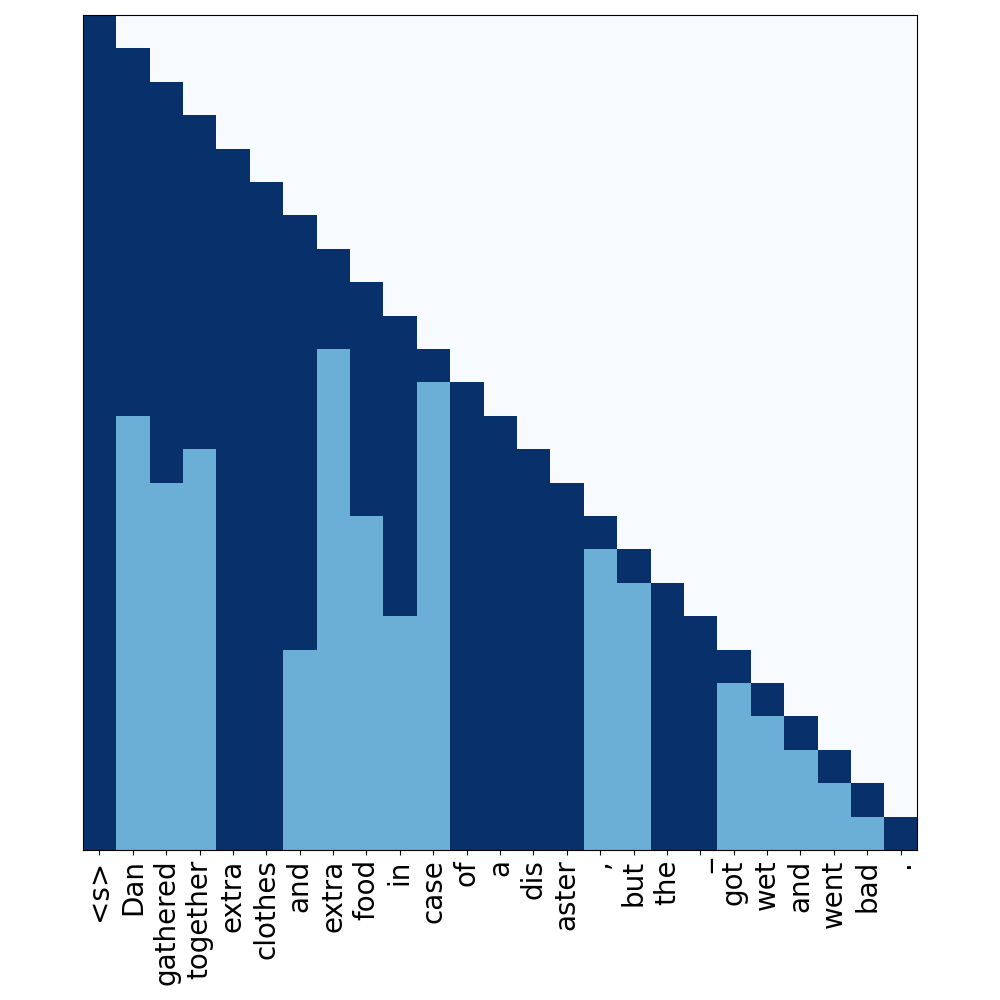 <s>
Dan
gathered
together
extra
clothes
and
extra
food
in
case
of
a
dis
aster
,
but
the
_
got
wet
and
went
bad
.